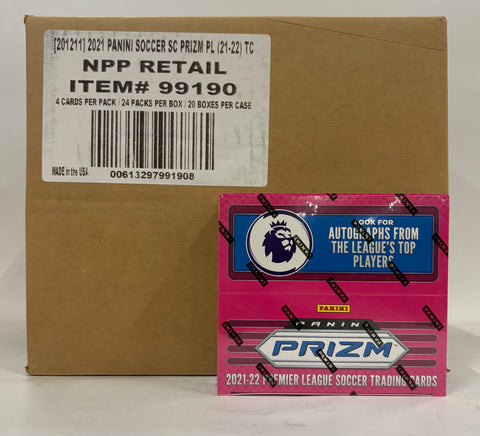 [201211] 2021 PANINI SOCCER SC PRIZM PL (21-22) TC
NPP RETAIL
ITEM# 99190
4 CARDS PER PACK / 24 PACKS PER BOX / 20 BOXES PER CASE
MADE in the USA
00613297991908
LOOK FOR
AUTOGRAPHS FROM
THE LEAGUE'S TOP
PLAYERS
PANINI
PANINI
PRIZM
2021-22 PREMIER LEAGUE SOCCER TRADING CARDS